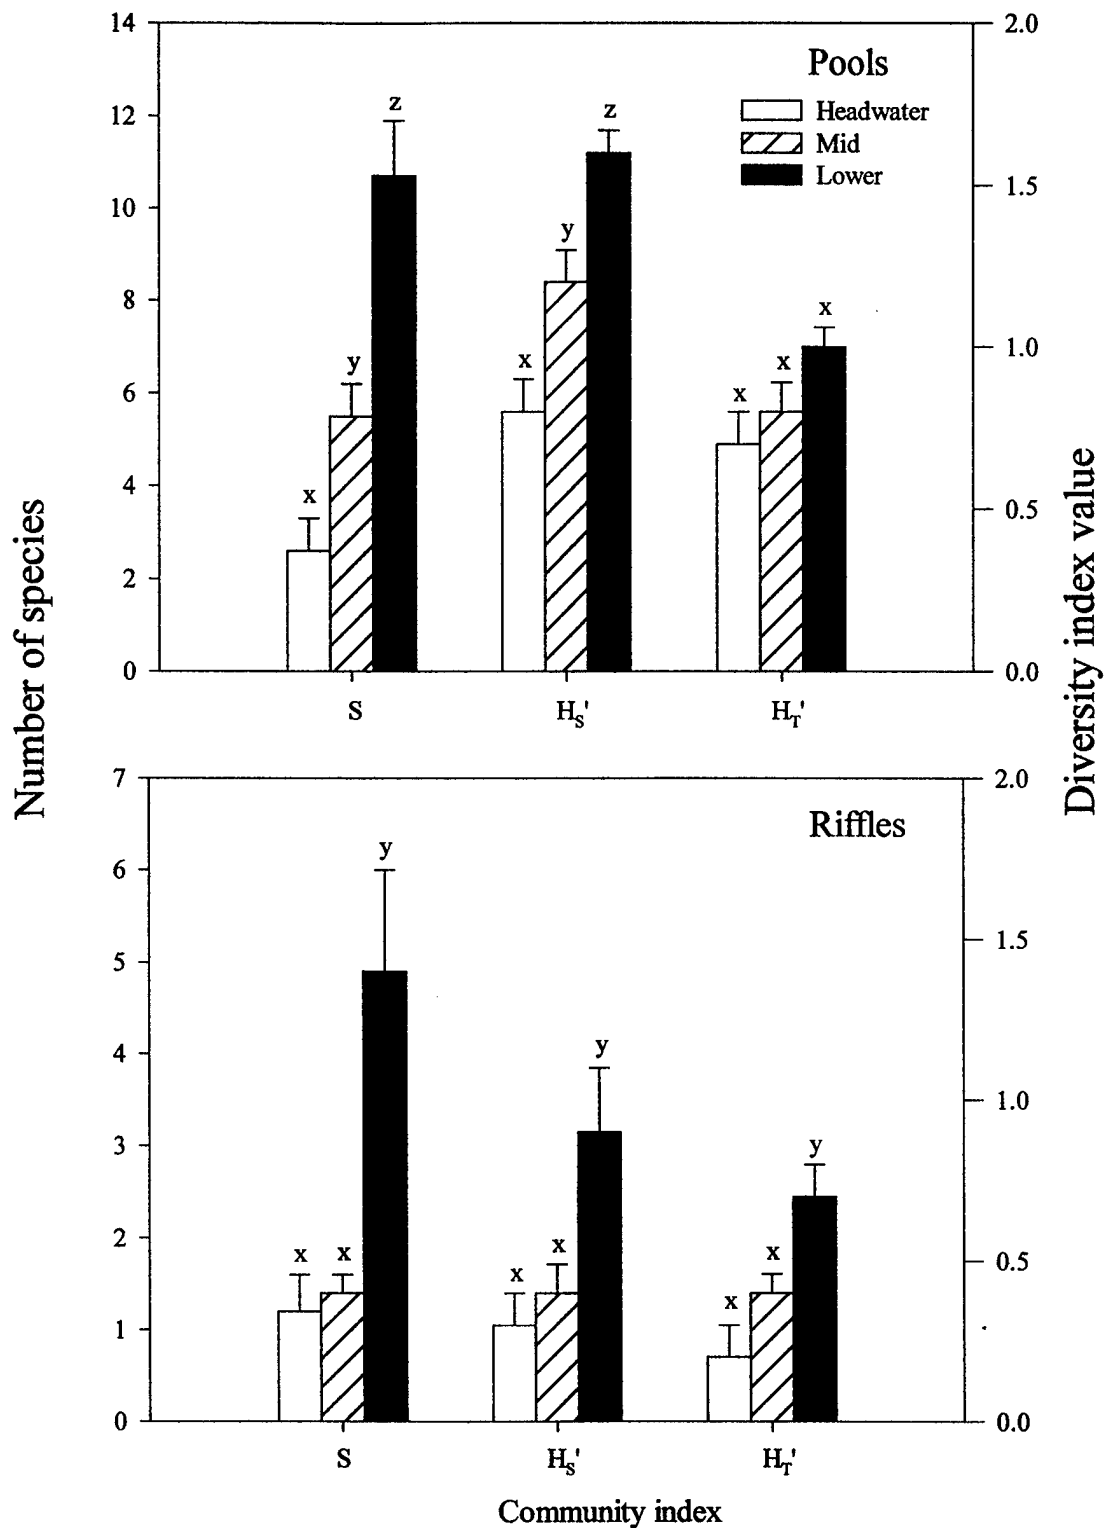 14
12
10
8
6
4
2
0
2.0
1.5
1.0
0.5
0.0
Pools
Headwater
Mid
Lower
x
y
z
x
y
z
x
x
x
S
H_S'
H_T'
Number of species
Diversity index value
7
6
5
4
3
2
1
0
2.0
1.5
1.0
0.5
0.0
Riffles
x
x
y
x
x
y
x
x
y
S
H_S'
H_T'
Community index